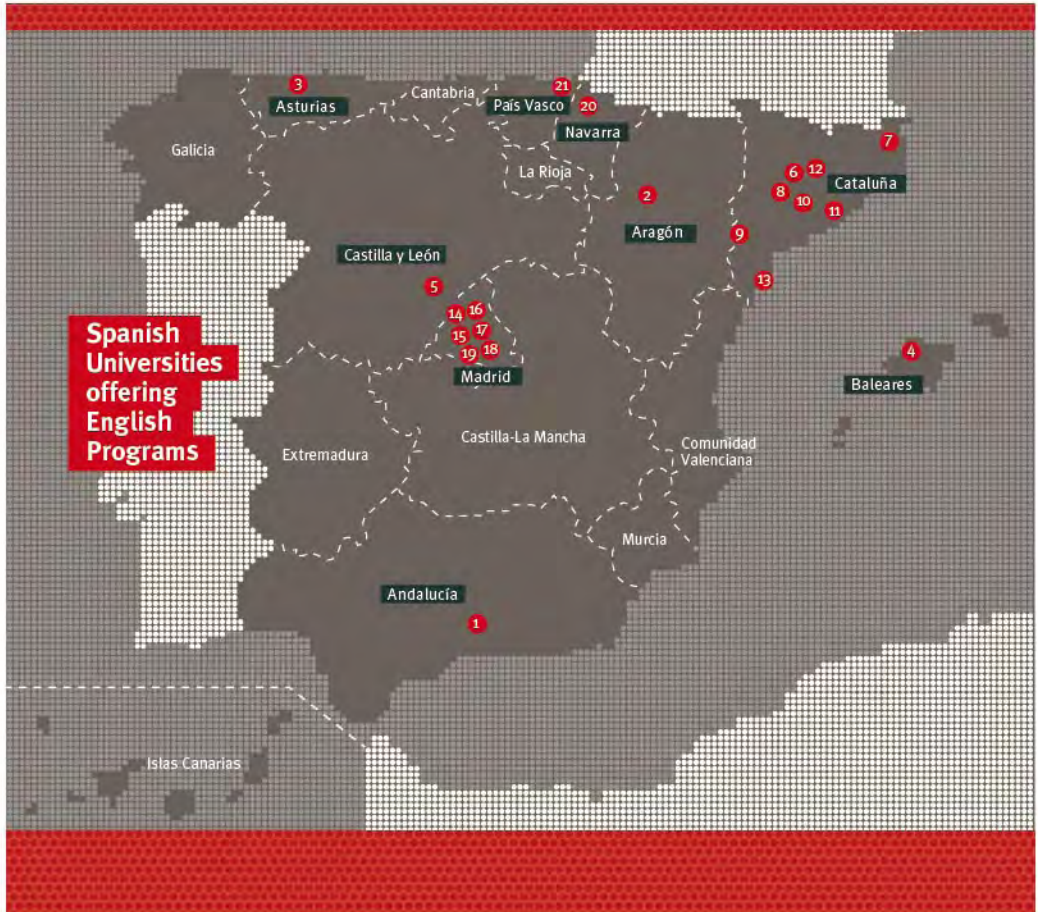 3
Asturias
Cantabria
21
País Vasco
20
Navarra
Galicia
La Rioja
7
6
12
Cataluña
8
10
11
2
Aragón
9
Castilla y León
5
13
14
16
15
17
19
18
Madrid
4
Baleares
Spanish
Universities
offering
English
Programs
Extremadura
Castilla-La Mancha
Comunidad
Valenciana
Murcia
Andalucía
1
Islas Canarias